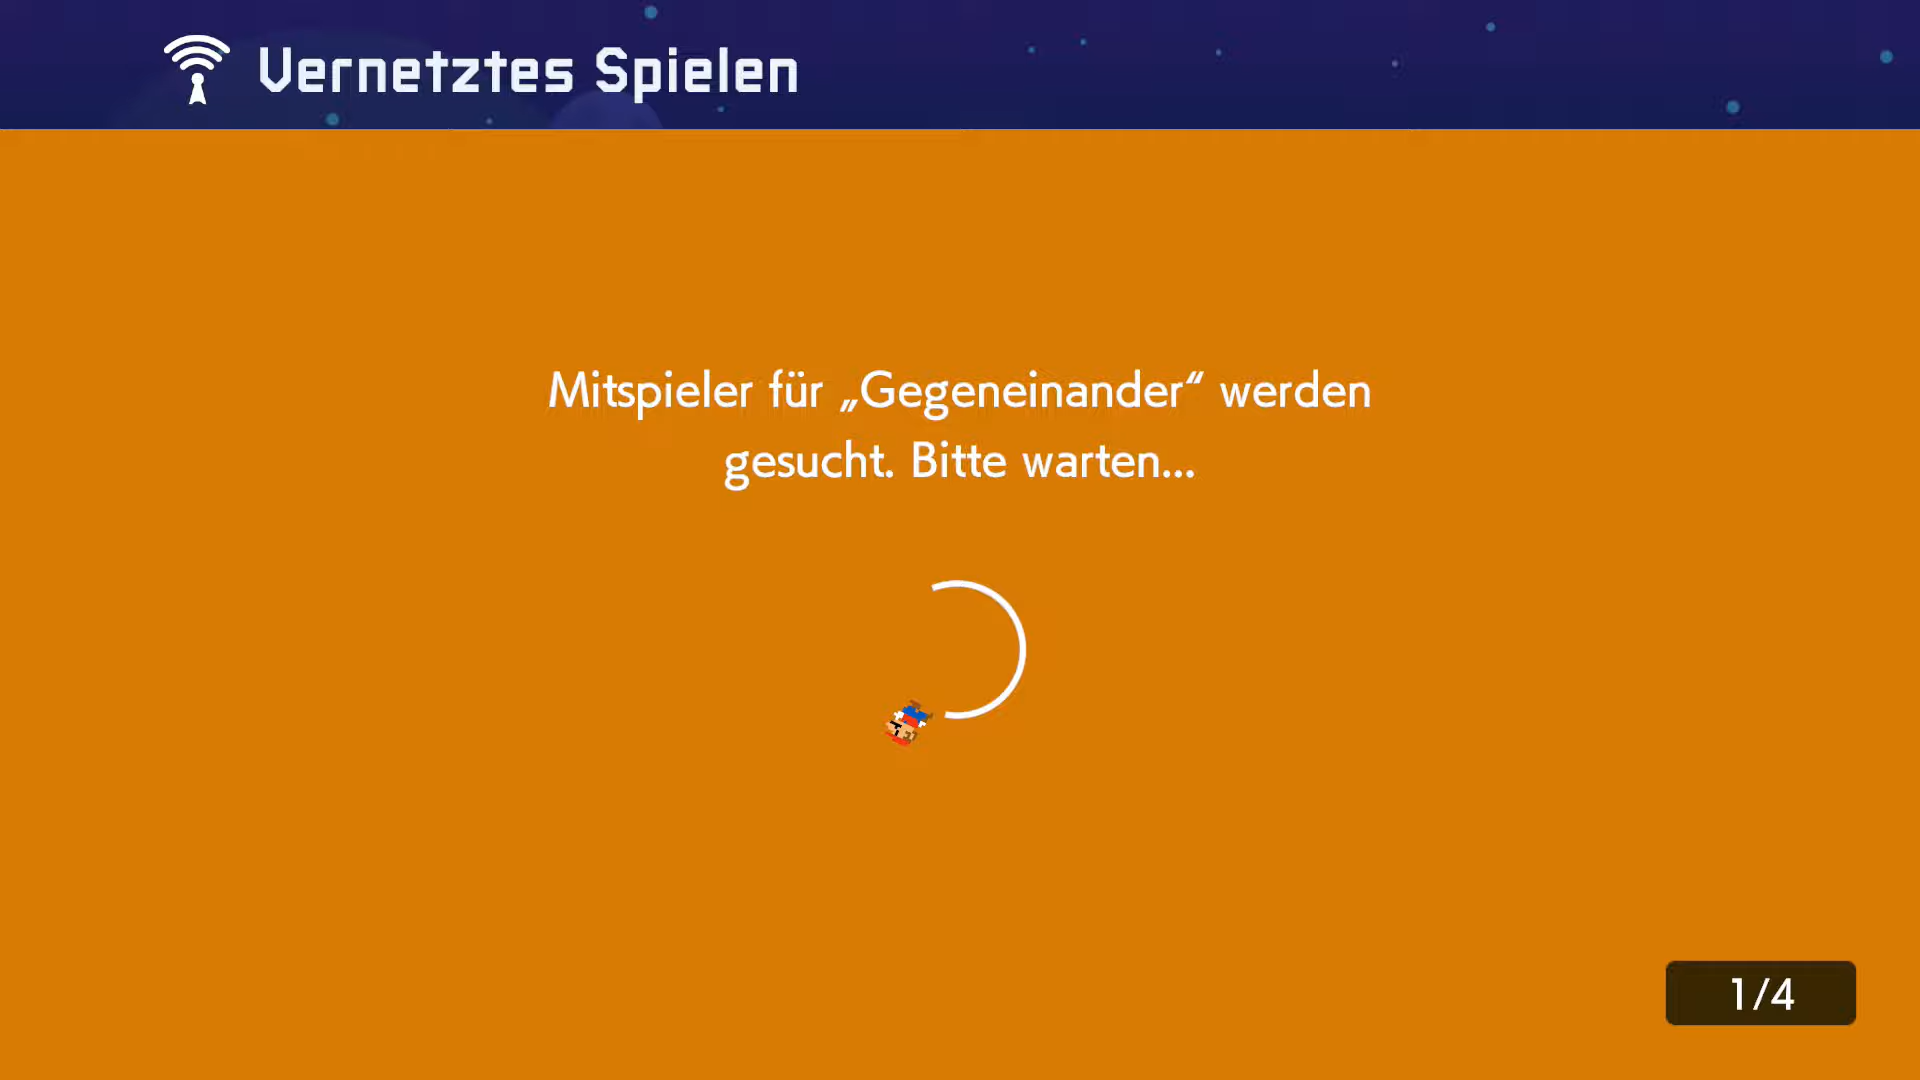 Vernetztes Spielen
Mitspieler für „Gegeneinander“ werden
gesucht. Bitte warten...
1/4